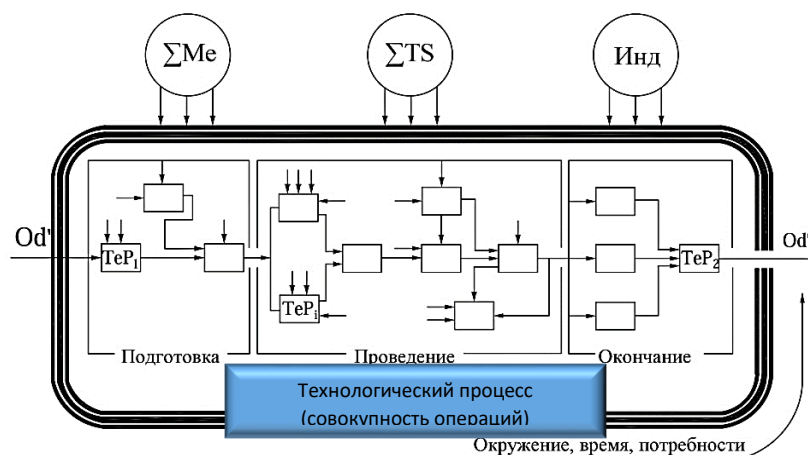 ∑Me
∑TS
Инд
Od'
TeP₁
TePᵢ
TeP₂
Od"
Подготовка
Проведение
Окончание
Технологический процесс
(совокупность операций)
Окружение, время, потребности